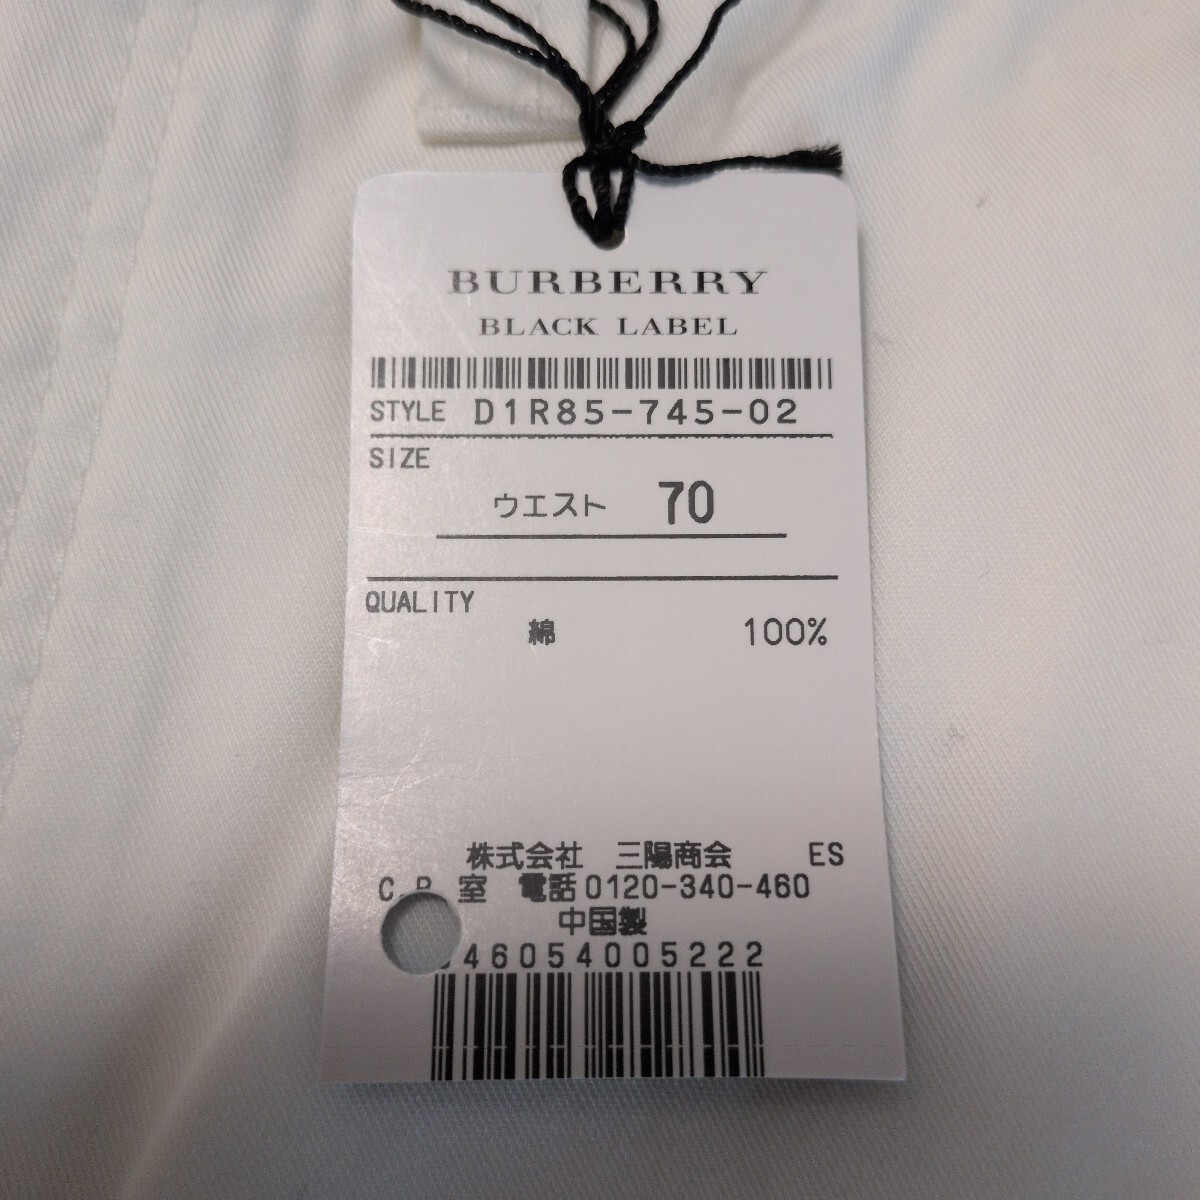 BURBERRY
BLACK LABEL
STYLE D1R85-745-02
SIZE
ウエスト 70
QUALITY
綿 100%
株式会社 三陽商会 ES
室 電話0120-340-460
中国製
46054005222